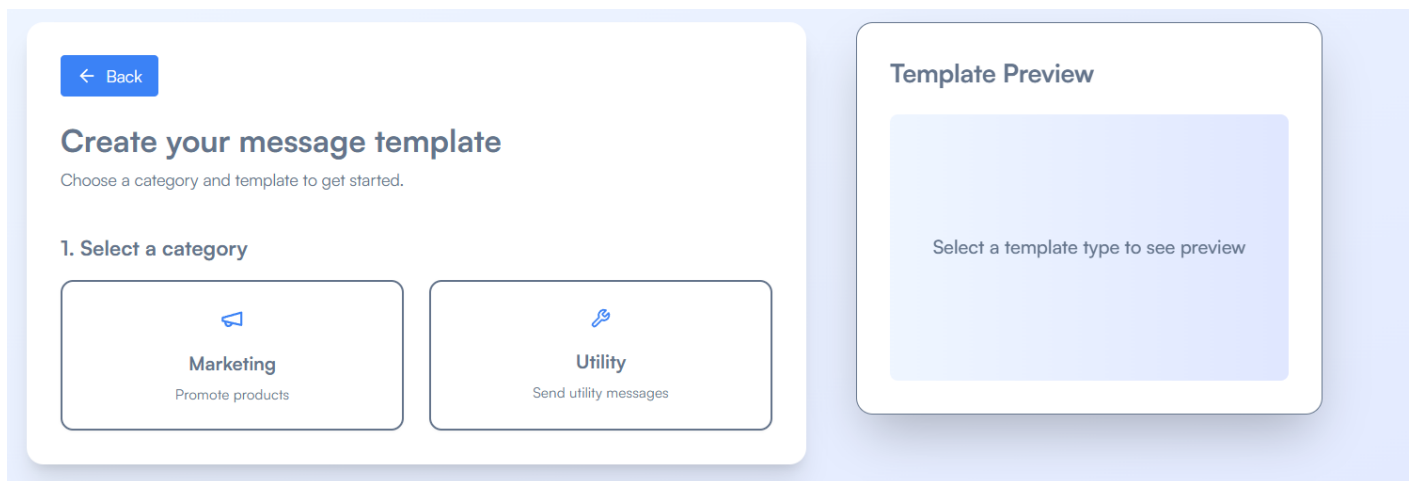 Back
Create your message template
Choose a category and template to get started.
1. Select a category
Marketing
Promote products
Utility
Send utility messages
Template Preview
Select a template type to see preview